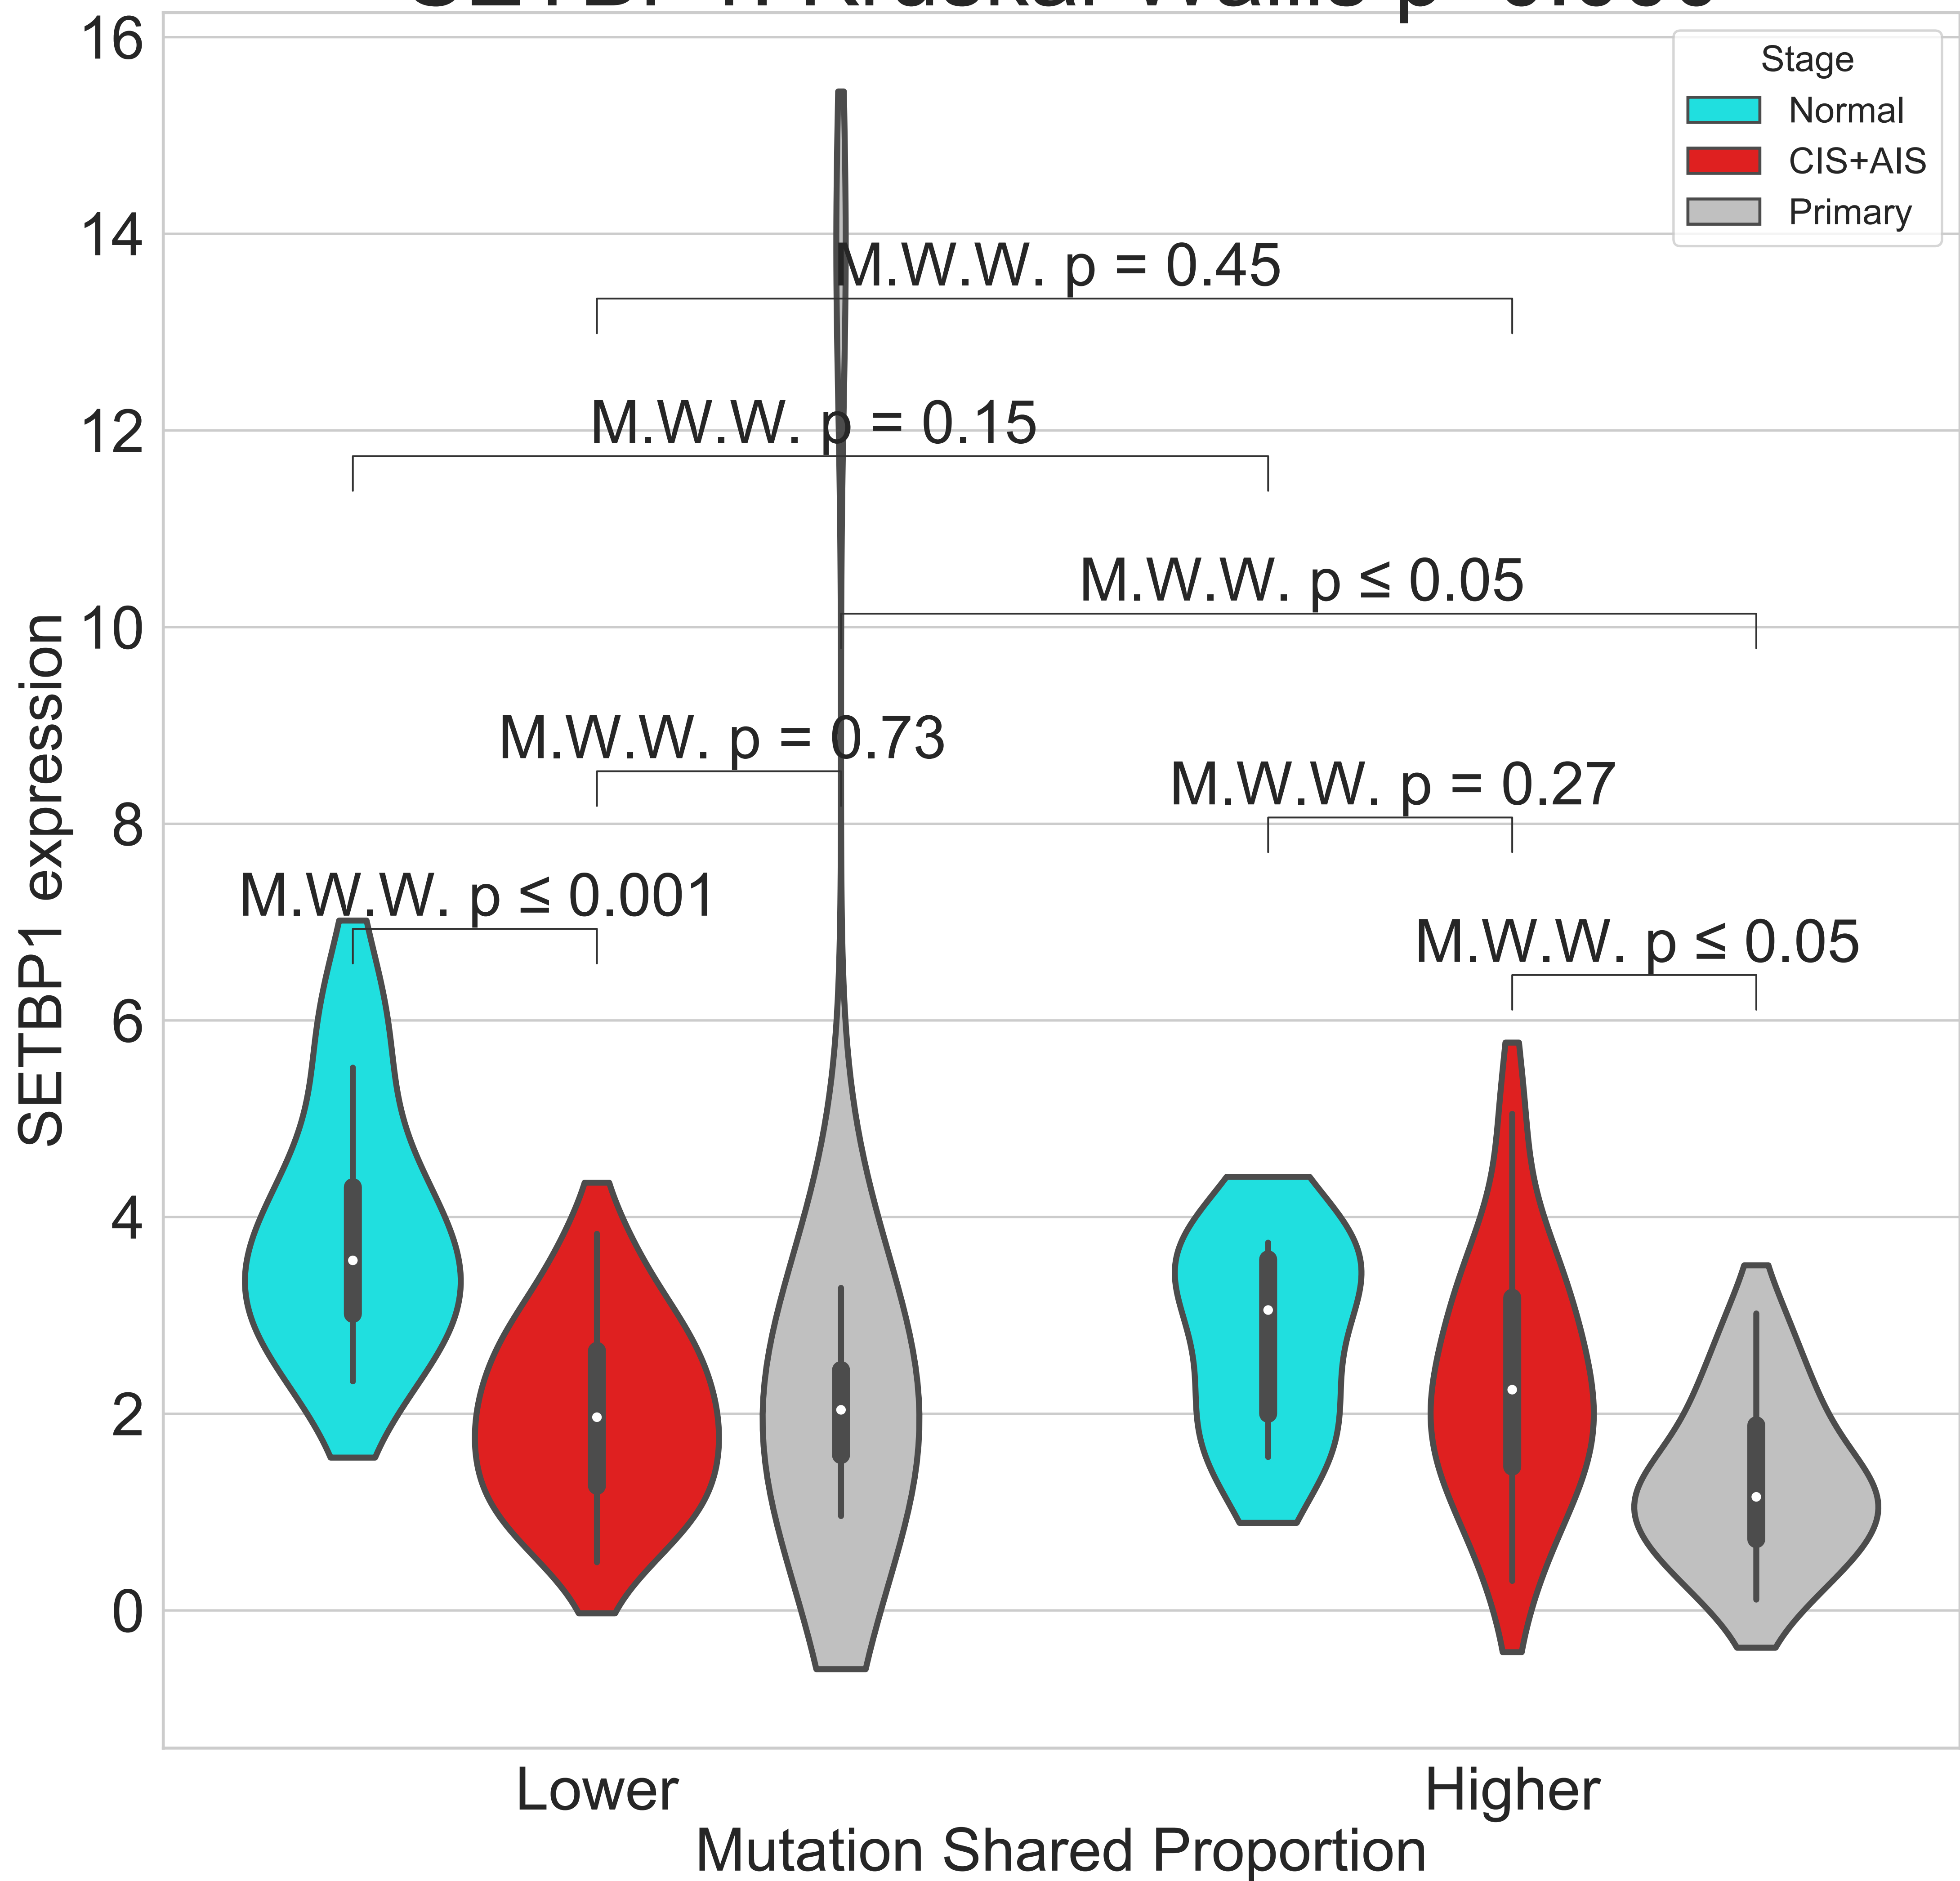 16
14
12
10
8
6
4
2
0
SETBP1 expression
Stage
Normal
CIS+AIS
Primary
M.W.W. p = 0.45
M.W.W. p = 0.15
M.W.W. p ≤ 0.05
M.W.W. p = 0.73
M.W.W. p = 0.27
M.W.W. p ≤ 0.001
M.W.W. p ≤ 0.05
Lower
Higher
Mutation Shared Proportion